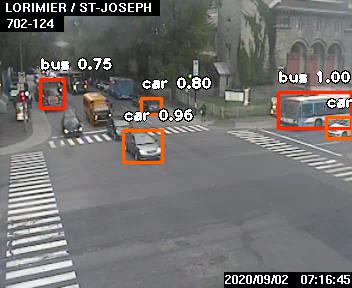 LORIMIER / ST-JOSEPH
702-124
bus 0.75
car 0.80
bus 1.00
car 0.96
car
2020/09/02 07:16:45